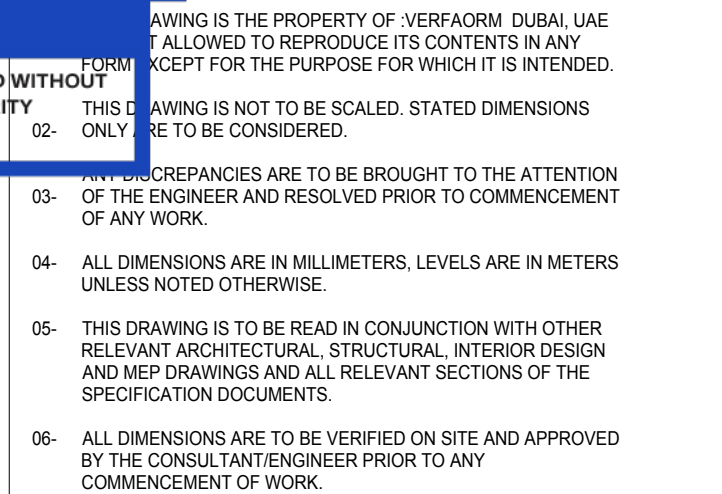 AWING IS THE PROPERTY OF :VERFAORM DUBAI, UAE
T ALLOWED TO REPRODUCE ITS CONTENTS IN ANY
FORM XCEPT FOR THE PURPOSE FOR WHICH IT IS INTENDED.
WITHOUT
ITY
THIS D AWING IS NOT TO BE SCALED. STATED DIMENSIONS
02- ONLY RE TO BE CONSIDERED.
ANY DISCREPANCIES ARE TO BE BROUGHT TO THE ATTENTION
03- OF THE ENGINEER AND RESOLVED PRIOR TO COMMENCEMENT
OF ANY WORK.
04- ALL DIMENSIONS ARE IN MILLIMETERS, LEVELS ARE IN METERS
UNLESS NOTED OTHERWISE.
05- THIS DRAWING IS TO BE READ IN CONJUNCTION WITH OTHER
RELEVANT ARCHITECTURAL, STRUCTURAL, INTERIOR DESIGN
AND MEP DRAWINGS AND ALL RELEVANT SECTIONS OF THE
SPECIFICATION DOCUMENTS.
06- ALL DIMENSIONS ARE TO BE VERIFIED ON SITE AND APPROVED
BY THE CONSULTANT/ENGINEER PRIOR TO ANY
COMMENCEMENT OF WORK.